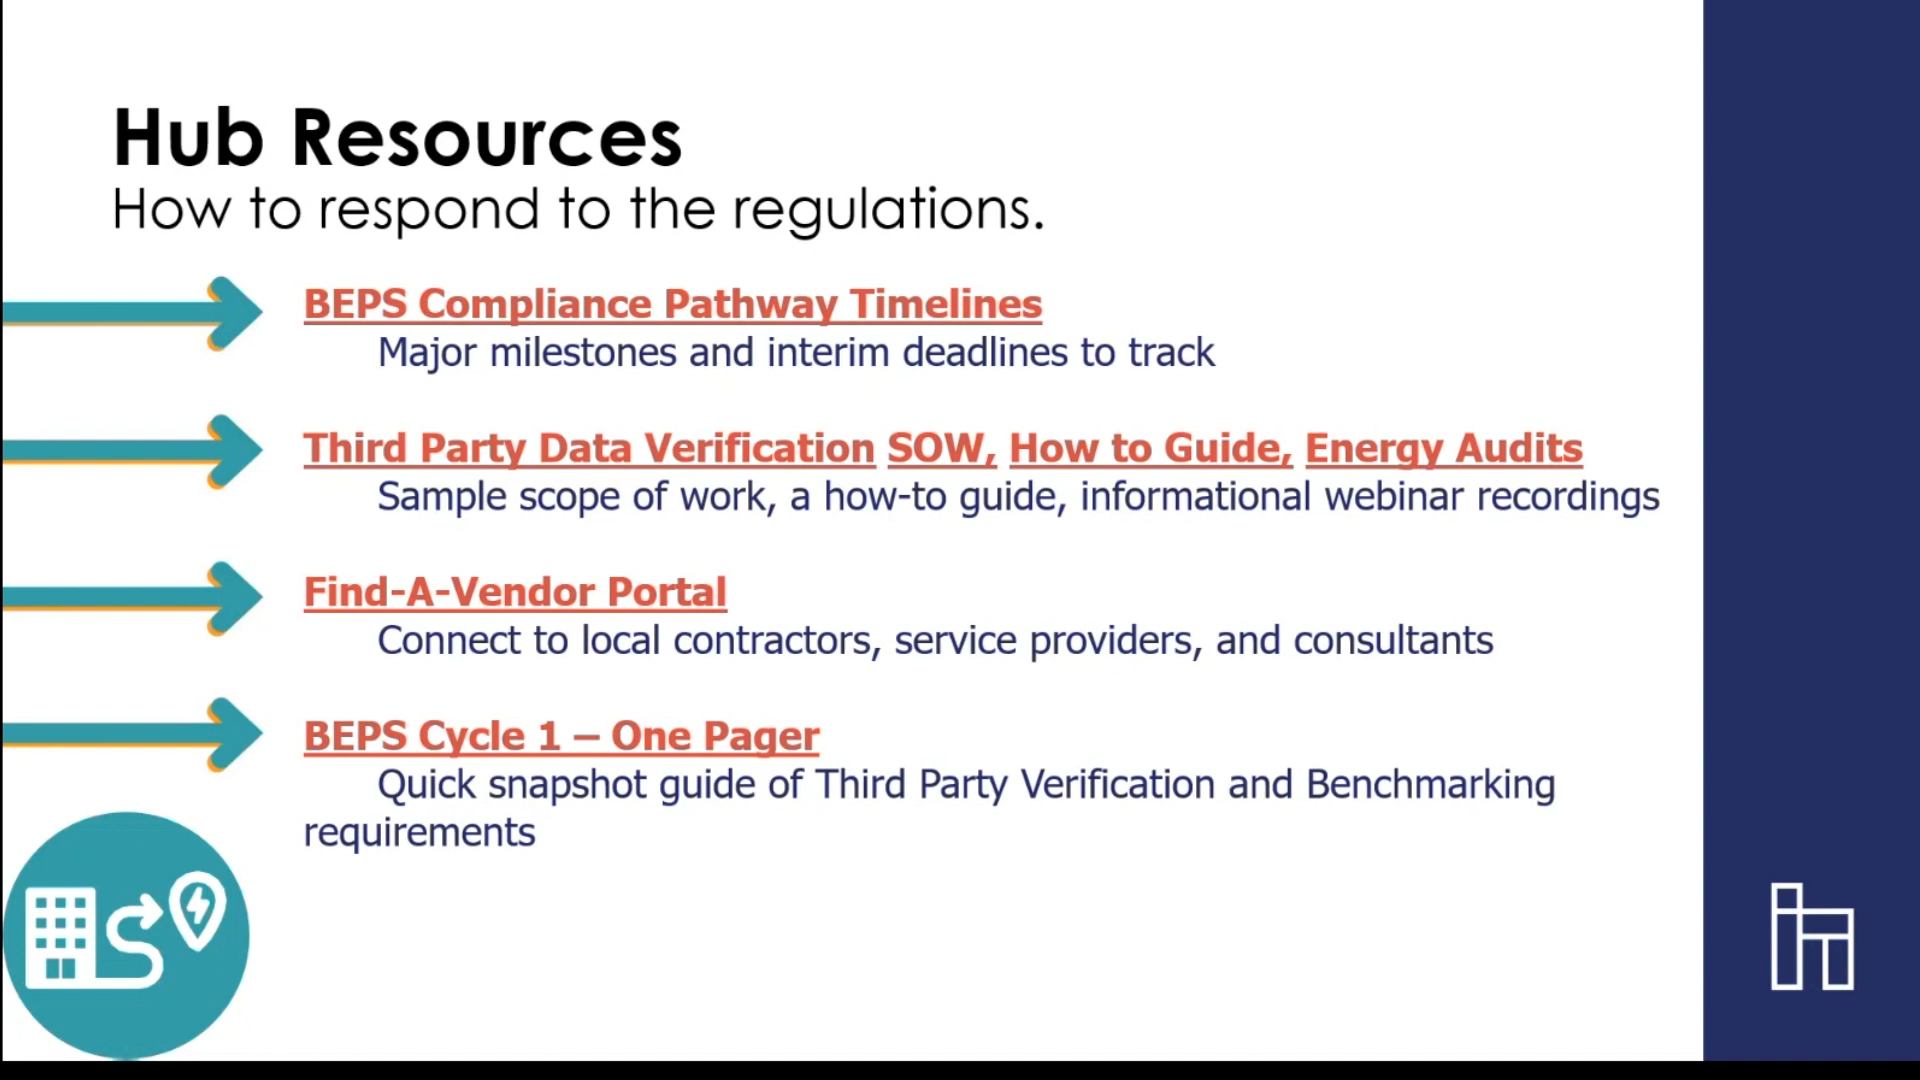 Hub Resources
How to respond to the regulations.
BEPS Compliance Pathway Timelines
Major milestones and interim deadlines to track
Third Party Data Verification SOW, How to Guide, Energy Audits
Sample scope of work, a how-to guide, informational webinar recordings
Find-A-Vendor Portal
Connect to local contractors, service providers, and consultants
BEPS Cycle 1 – One Pager
Quick snapshot guide of Third Party Verification and Benchmarking
requirements